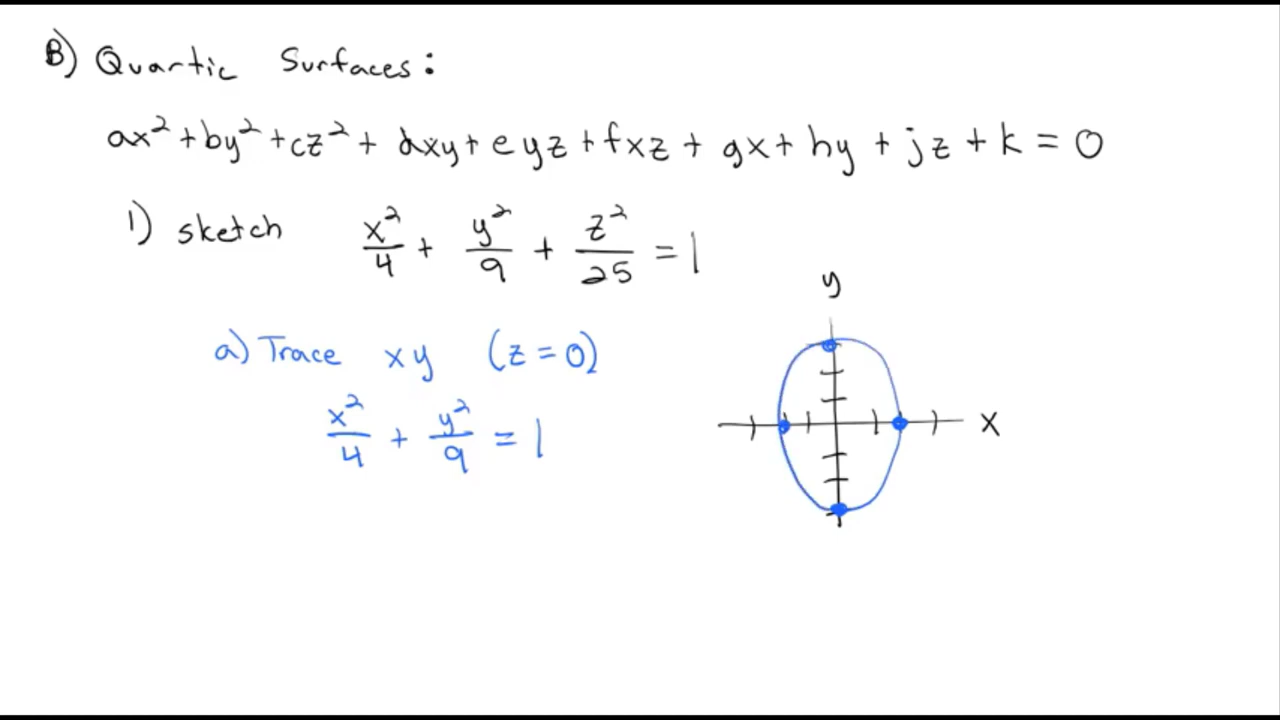 B) Quartic Surfaces:
ax² + by² + cz² + dxy + eyz + fxz + gx + hy + jz + k = 0
1) sketch x²/4 + y²/9 + z²/25 = 1
y
a) Trace xy (z = 0)
x²/4 + y²/9 = 1
x